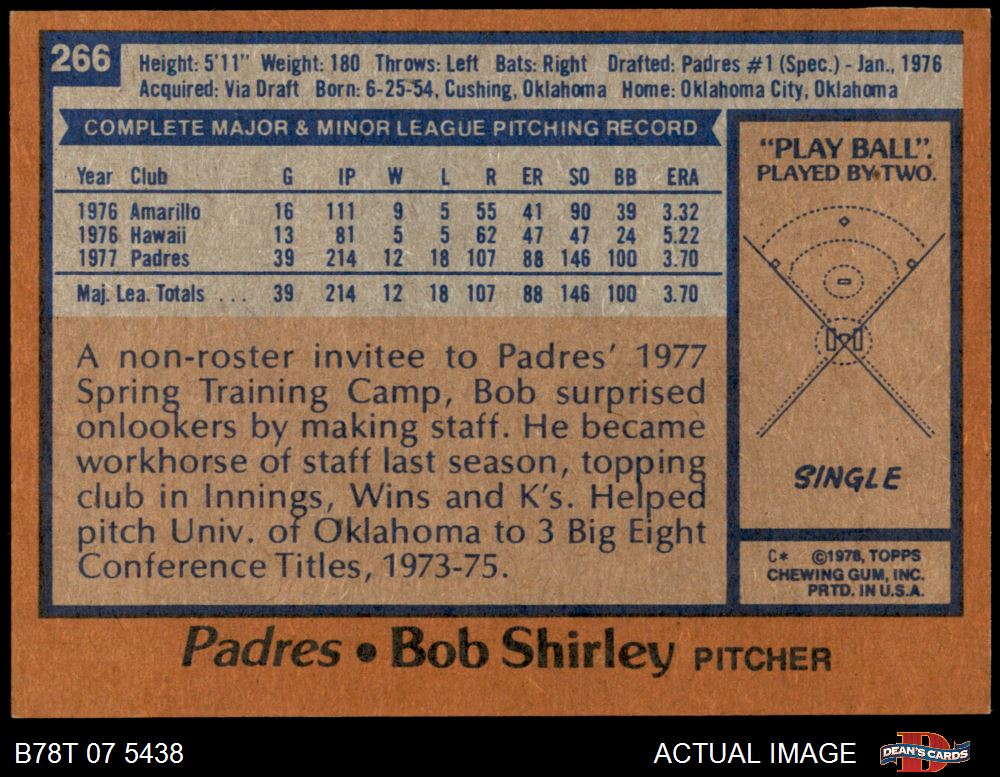 266
Height: 5'11" Weight: 180 Throws: Left Bats: Right Drafted: Padres #1 (Spec.) - Jan., 1976
Acquired: Via Draft Born: 6-25-54, Cushing, Oklahoma Home: Oklahoma City, Oklahoma
COMPLETE MAJOR & MINOR LEAGUE PITCHING RECORD
Year Club G IP W L R ER SO BB ERA
1976 Amarillo 16 111 9 5 55 41 90 39 3.32
1976 Hawaii 13 81 5 5 62 47 47 24 5.22
1977 Padres 39 214 12 18 107 88 146 100 3.70
Maj. Lea. Totals ... 39 214 12 18 107 88 146 100 3.70
A non-roster invitee to Padres' 1977
Spring Training Camp, Bob surprised
onlookers by making staff. He became
workhorse of staff last season, topping
club in Innings, Wins and K's. Helped
pitch Univ. of Oklahoma to 3 Big Eight
Conference Titles, 1973-75.
"PLAY BALL".
PLAYED BY TWO.
SINGLE
C* ©1978, TOPPS
CHEWING GUM, INC.
PRTD. IN U.S.A.
Padres • Bob Shirley PITCHER
B78T 07 5438
ACTUAL IMAGE
D
DEAN'S CARDS